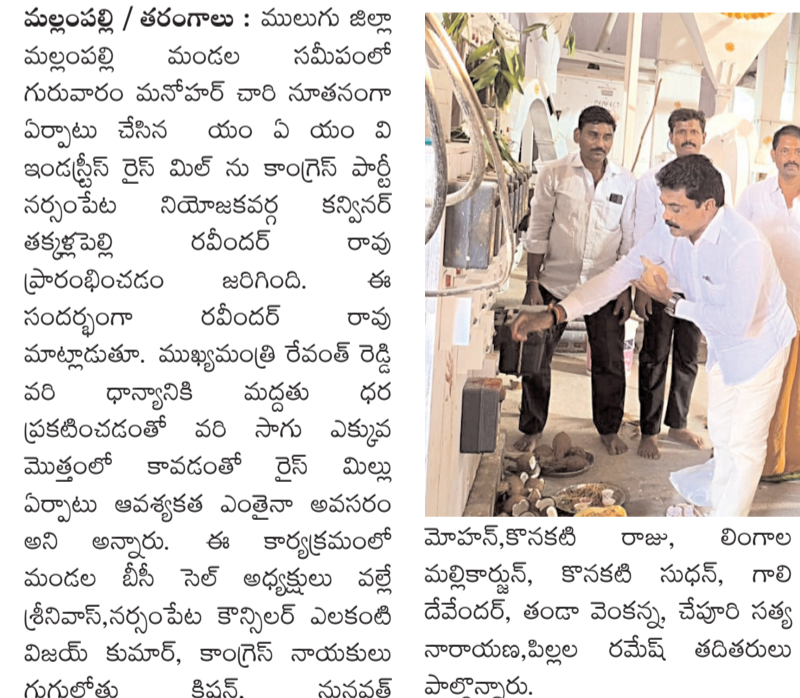 మల్లంపల్లి / తరంగాలు : ములుగు జిల్లా
మల్లంపల్లి మండల సమీపంలో
గురువారం మనోహర్ చారి నూతనంగా
ఏర్పాటు చేసిన యం ఏ యం వి
ఇండస్ట్రీస్ రైస్ మిల్ ను కాంగ్రెస్ పార్టీ
నర్సంపేట నియోజకవర్గ కన్వినర్
తక్కళ్లపెల్లి రవీందర్ రావు
ప్రారంభించడం జరిగింది. ఈ
సందర్భంగా రవీందర్ రావు
మాట్లాడుతూ. ముఖ్యమంత్రి రేవంత్ రెడ్డి
వరి ధాన్యానికి మద్దతు ధర
ప్రకటించడంతో వరి సాగు ఎక్కువ
మొత్తంలో కావడంతో రైస్ మిల్లు
ఏర్పాటు ఆవశ్యకత ఎంతైనా అవసరం
అని అన్నారు. ఈ కార్యక్రమంలో
మండల బీసీ సెల్ అధ్యక్షులు వల్లే
శ్రీనివాస్,నర్సంపేట కౌన్సిలర్ ఎలకంటి
విజయ్ కుమార్, కాంగ్రెస్ నాయకులు
గుగులోతు కిషన్, నునవత్
మోహన్,కొనకటి రాజు, లింగాల
మల్లికార్జున్, కొనకటి సుధన్, గాలి
దేవేందర్, తండా వెంకన్న, చేపూరి సత్య
నారాయణ,పిల్లల రమేష్ తదితరులు
పాల్గొన్నారు.